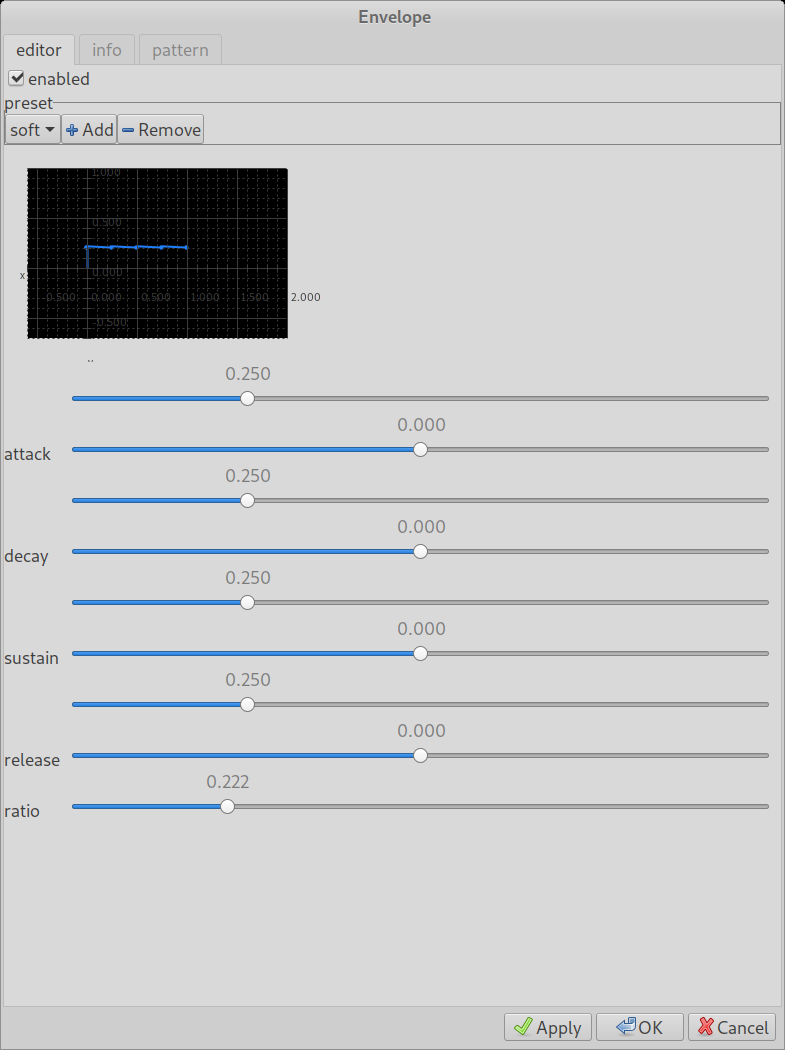 Envelope
editor info pattern
enabled
preset
soft Add Remove
1.000
0.500
x 0.000
0.500 0.000 0.500 1.000 1.500 2.000
-0.500
0.250
0.000
attack
0.250
0.000
decay
0.250
0.000
sustain
0.250
0.000
release
0.222
ratio
Apply OK Cancel